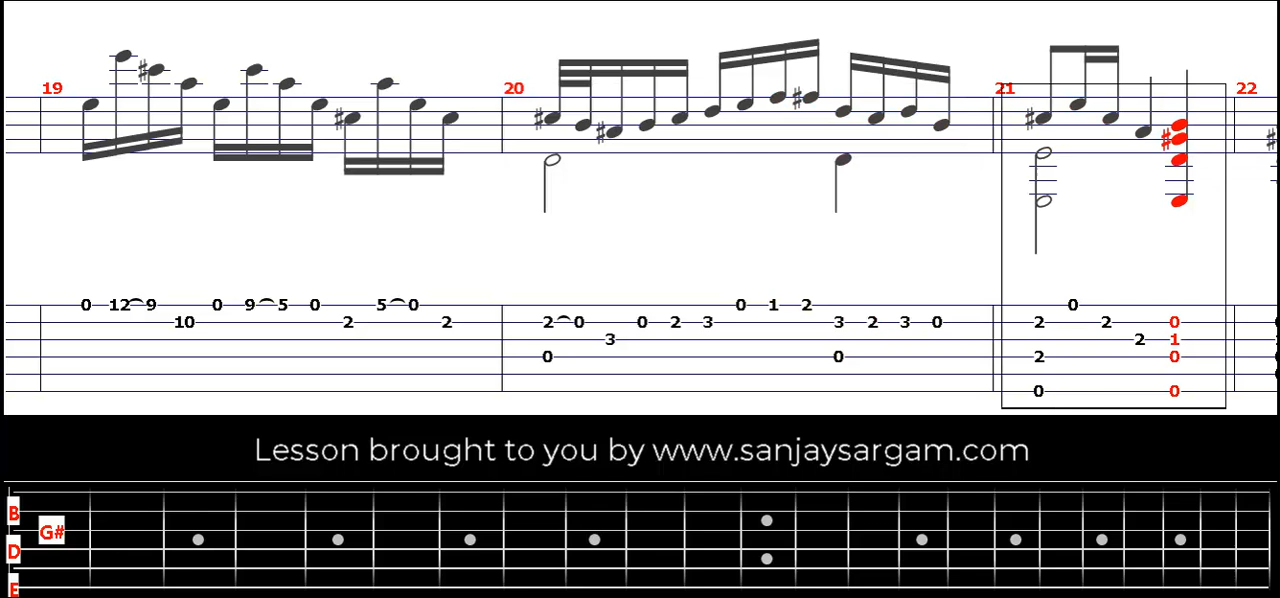 19 20 21 22
0 12 9 0 9 5 0 5 0 0 1 2 0
10 2 2 2 0 0 2 3 3 2 3 0 2 2 0
3 2 1
0 0 2 0
0 0
Lesson brought to you by www.sanjaysargam.com
B
G#
D
E